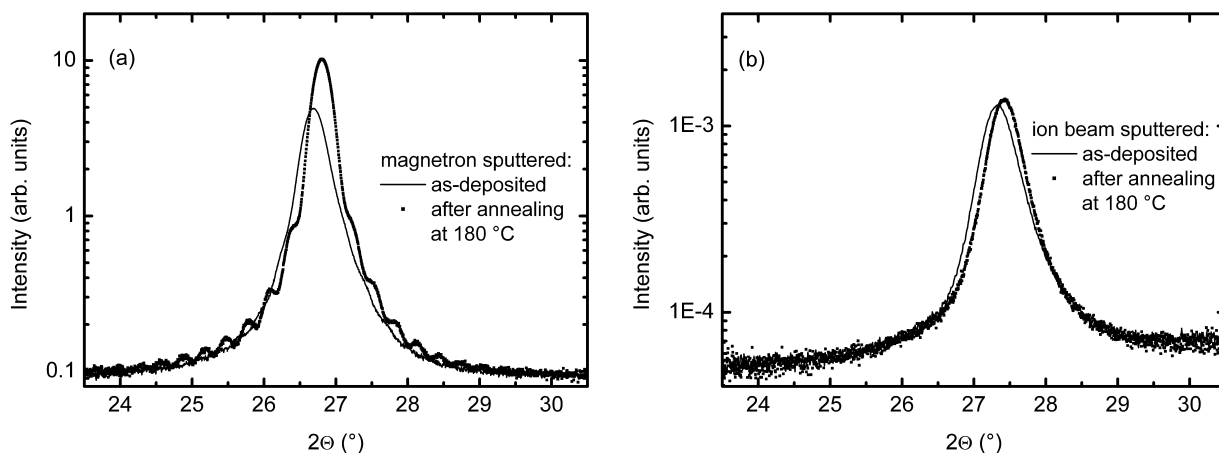 (a)
10
1
0.1
Intensity (arb. units)
magnetron sputtered:
as-deposited
after annealing
at 180 °C
24 25 26 27 28 29 30
2Θ (°)
(b)
1E-3
1E-4
Intensity (arb. units)
ion beam sputtered:
as-deposited
after annealing
at 180 °C
24 25 26 27 28 29 30
2Θ (°)